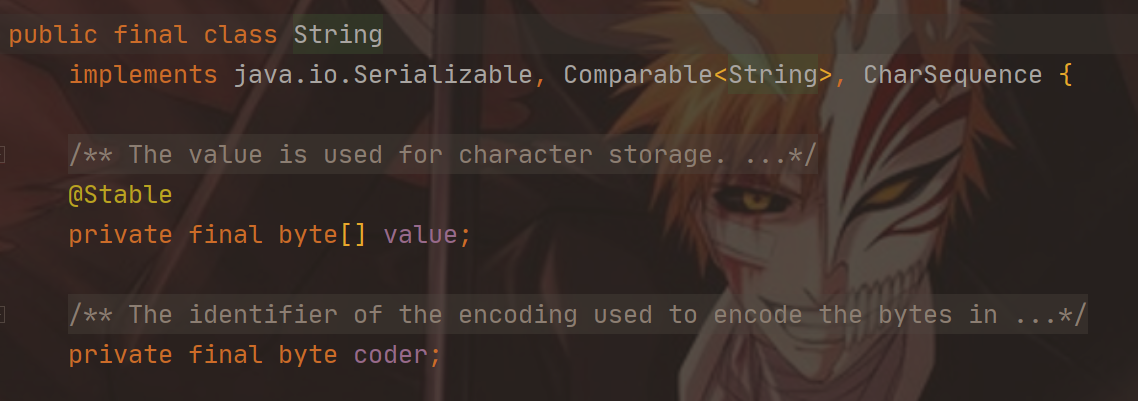 public final class String
implements java.io.Serializable, Comparable<String>, CharSequence {
/** The value is used for character storage. ...*/
@Stable
private final byte[] value;
/** The identifier of the encoding used to encode the bytes in ...*/
private final byte coder;